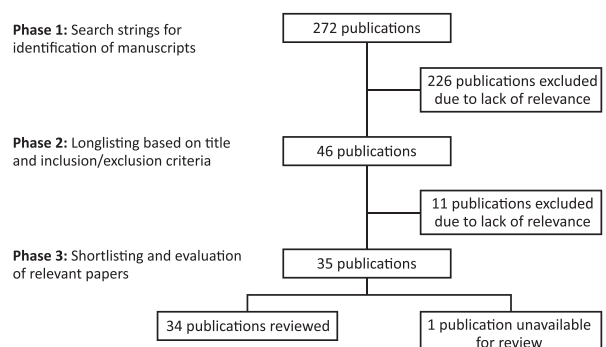 Phase 1: Search strings for
identification of manuscripts
272 publications
226 publications excluded
due to lack of relevance
Phase 2: Longlisting based on title
and inclusion/exclusion criteria
46 publications
11 publications excluded
due to lack of relevance
Phase 3: Shortlisting and evaluation
of relevant papers
35 publications
34 publications reviewed
1 publication unavailable
for review